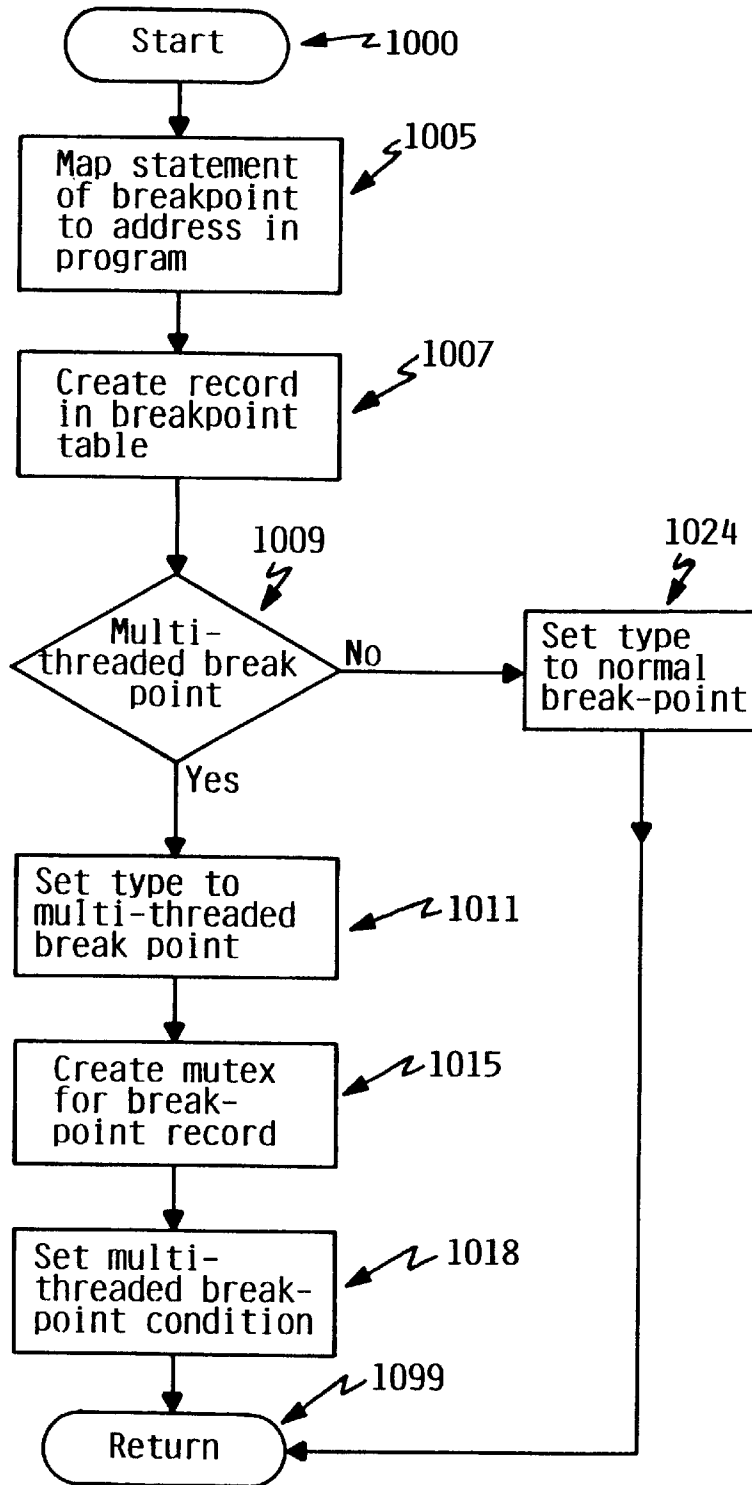 Start
1000
1005
Map statement
of breakpoint
to address in
program
1007
Create record
in breakpoint
table
1009
Multi-
threaded break
point
No
Yes
1024
Set type
to normal
break-point
Set type to
multi-threaded
break point
1011
Create mutex
for break-
point record
1015
Set multi-
threaded break-
point condition
1018
1099
Return